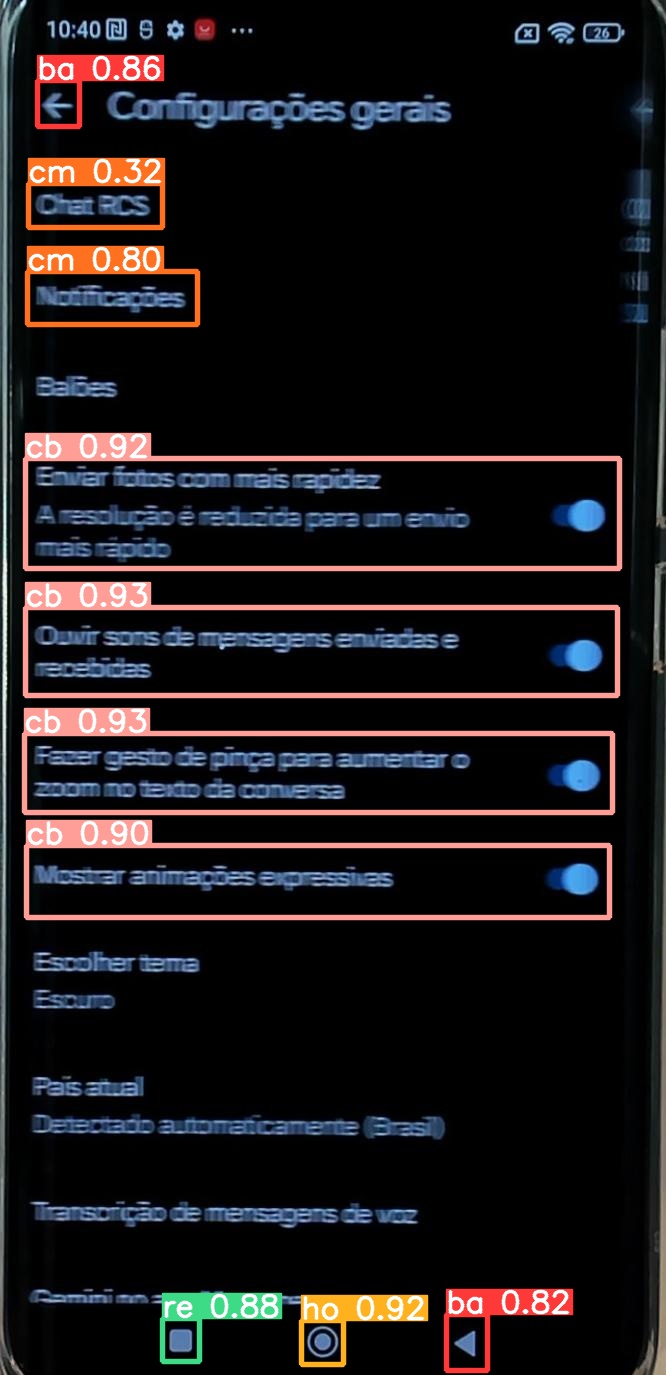 10:40
26
ba 0.86
Configurações gerais
cm 0.32
Chat RCS
cm 0.80
Notificações
Balões
cb 0.92
Enviar fotos com mais rapidez
A resolução é reduzida para um envio
mais rápido
cb 0.93
Ouvir sons de mensagens enviadas e
recebidas
cb 0.93
Fazer gesto de pinça para aumentar o
zoom no texto da conversa
cb 0.90
Mostrar animações expressivas
Escolher tema
Escuro
País atual
Detectado automaticamente (Brasil)
Transcrição de mensagens de voz
Gemini no
re 0.88
ho 0.92
ba 0.82